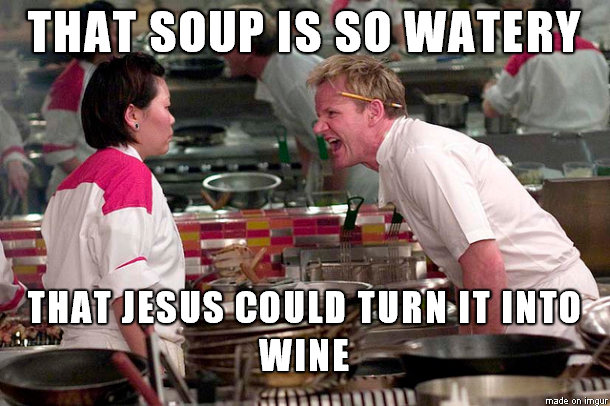 THAT SOUP IS SO WATERY
THAT JESUS COULD TURN IT INTO
WINE
made on imgur